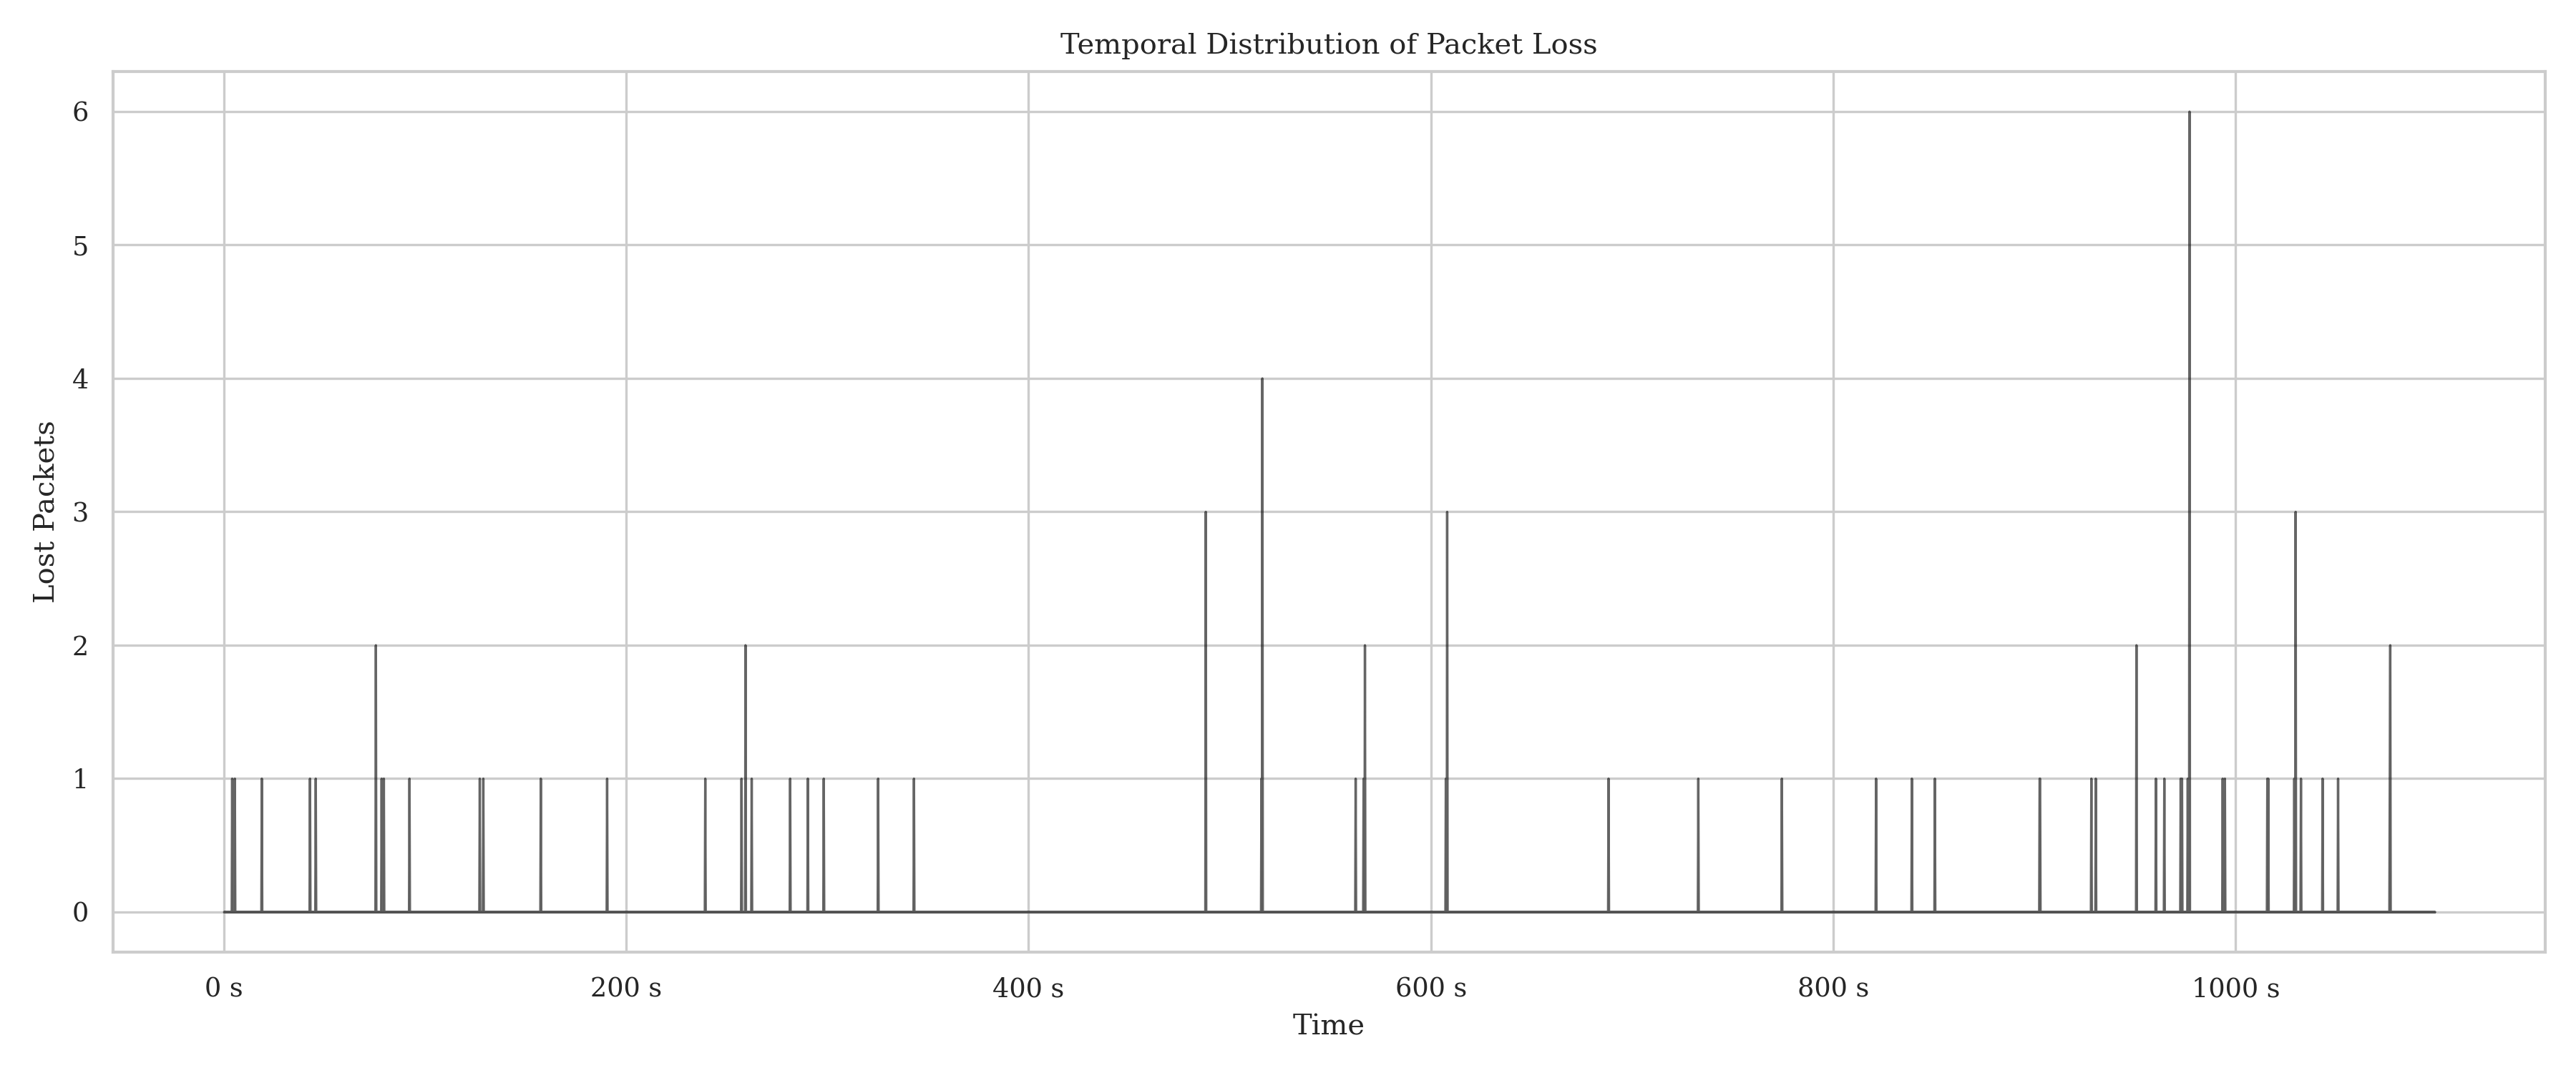 Temporal Distribution of Packet Loss
6
5
4
3
2
1
0
Lost Packets
0 s
200 s
400 s
600 s
800 s
1000 s
Time